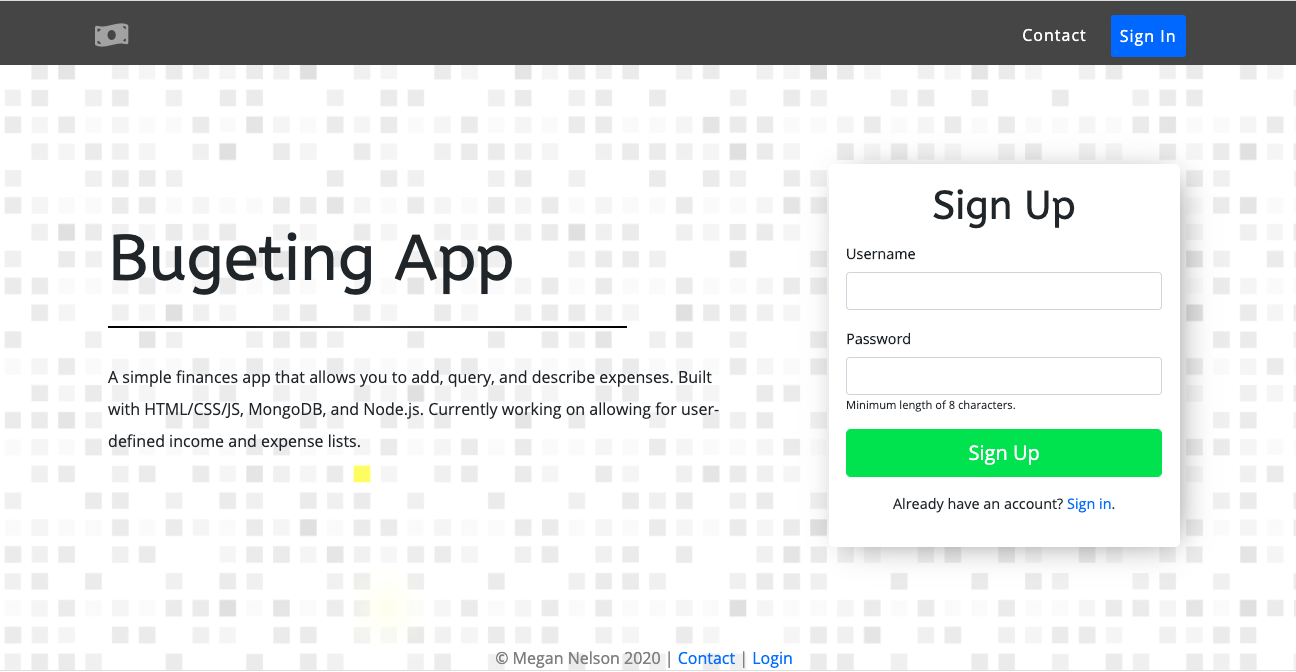 Contact
Sign In
Bugeting App
A simple finances app that allows you to add, query, and describe expenses. Built
with HTML/CSS/JS, MongoDB, and Node.js. Currently working on allowing for user-
defined income and expense lists.
Sign Up
Username
Password
Minimum length of 8 characters.
Sign Up
Already have an account? Sign in.
© Megan Nelson 2020 | Contact | Login